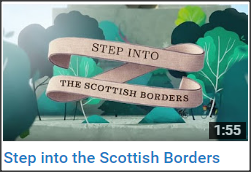 STEP INTO
THE SCOTTISH BORDERS
1:55
Step into the Scottish Borders